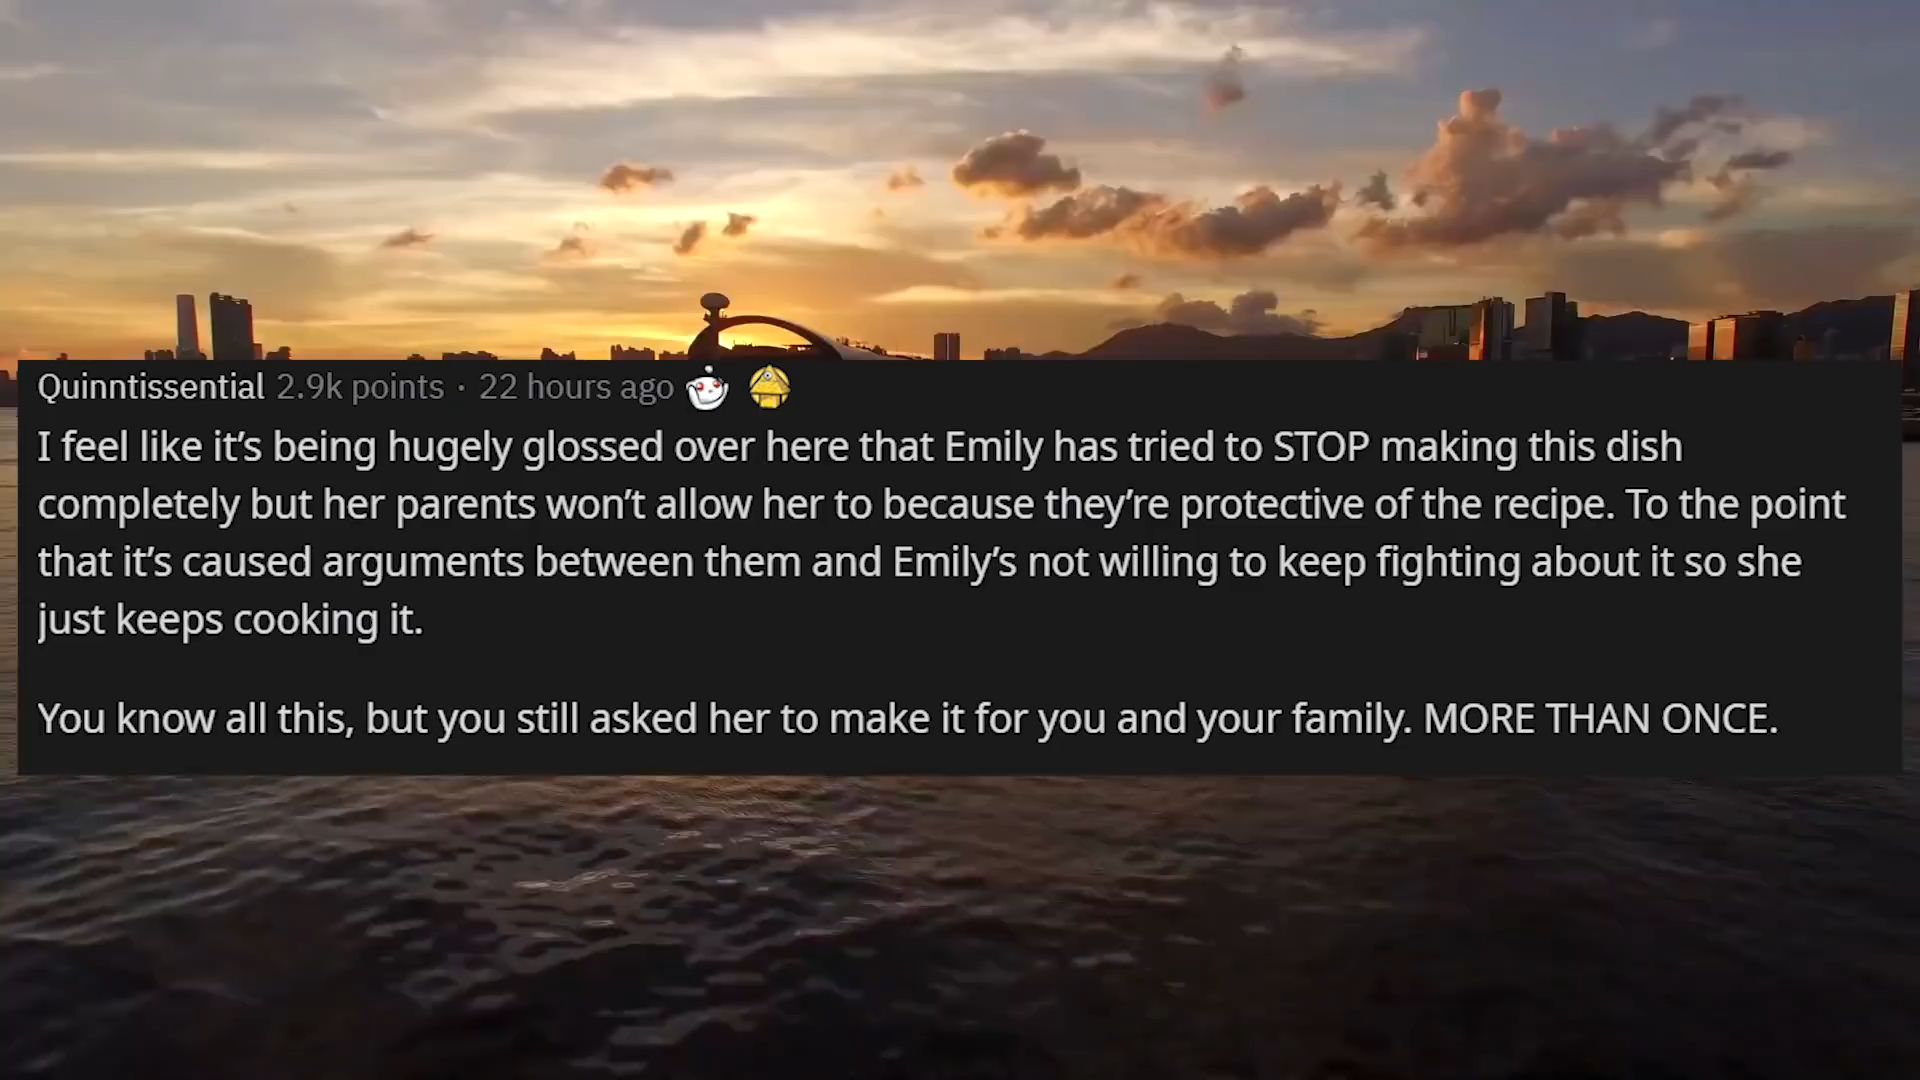 Quinntissential 2.9k points · 22 hours ago
I feel like it’s being hugely glossed over here that Emily has tried to STOP making this dish
completely but her parents won’t allow her to because they’re protective of the recipe. To the point
that it’s caused arguments between them and Emily’s not willing to keep fighting about it so she
just keeps cooking it.
You know all this, but you still asked her to make it for you and your family. MORE THAN ONCE.